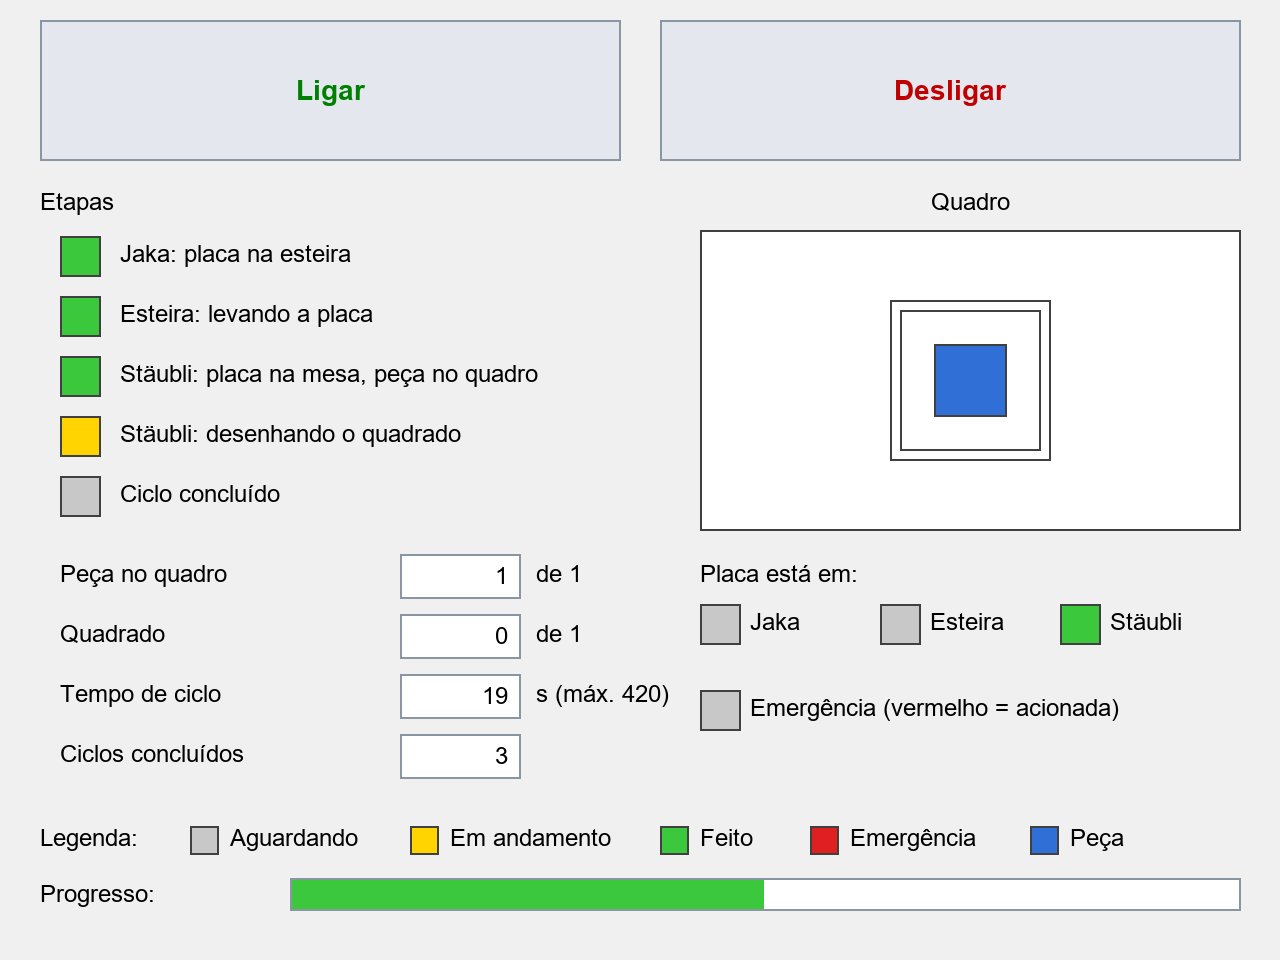 Ligar
Desligar
Etapas
Quadro
Jaka: placa na esteira
Esteira: levando a placa
Stäubli: placa na mesa, peça no quadro
Stäubli: desenhando o quadrado
Ciclo concluído
Peça no quadro 1 de 1
Quadrado 0 de 1
Tempo de ciclo 19 s (máx. 420)
Ciclos concluídos 3
Placa está em:
Jaka Esteira Stäubli
Emergência (vermelho = acionada)
Legenda: Aguardando Em andamento Feito Emergência Peça
Progresso: